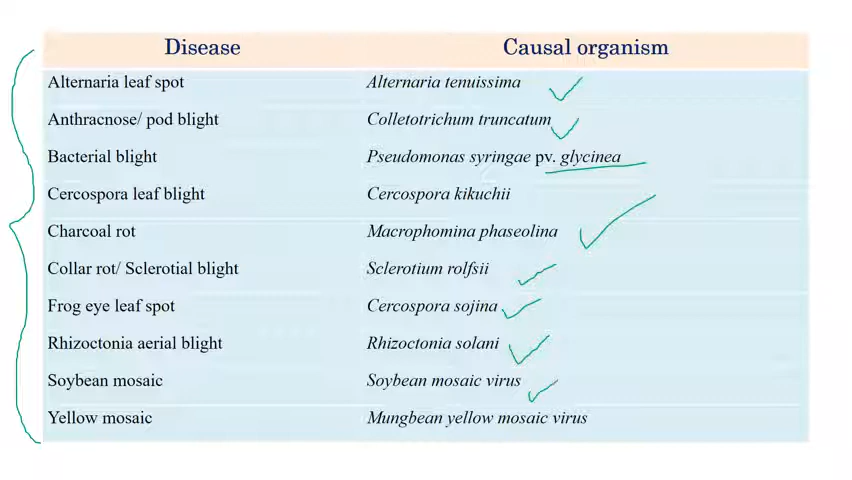 Disease Causal organism
Alternaria leaf spot Alternaria tenuissima
Anthracnose/ pod blight Colletotrichum truncatum
Bacterial blight Pseudomonas syringae pv. glycinea
Cercospora leaf blight Cercospora kikuchii
Charcoal rot Macrophomina phaseolina
Collar rot/ Sclerotial blight Sclerotium rolfsii
Frog eye leaf spot Cercospora sojina
Rhizoctonia aerial blight Rhizoctonia solani
Soybean mosaic Soybean mosaic virus
Yellow mosaic Mungbean yellow mosaic virus